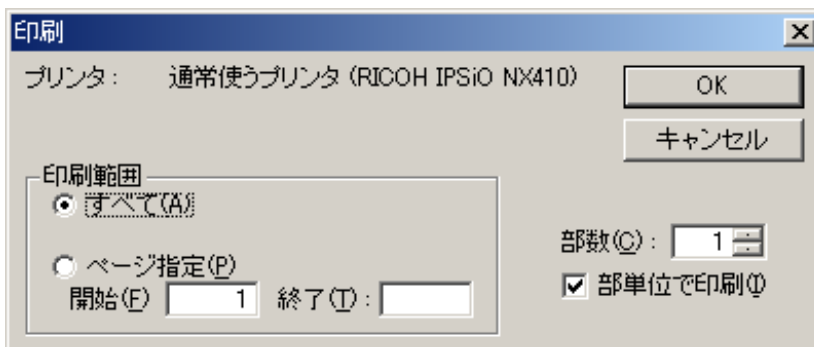 印刷
プリンタ: 通常使うプリンタ (RICOH IPSiO NX410)
OK
キャンセル
印刷範囲
すべて(A)
ページ指定(P)
開始(F) 1 終了(T):
部数(C): 1
部単位で印刷(I)